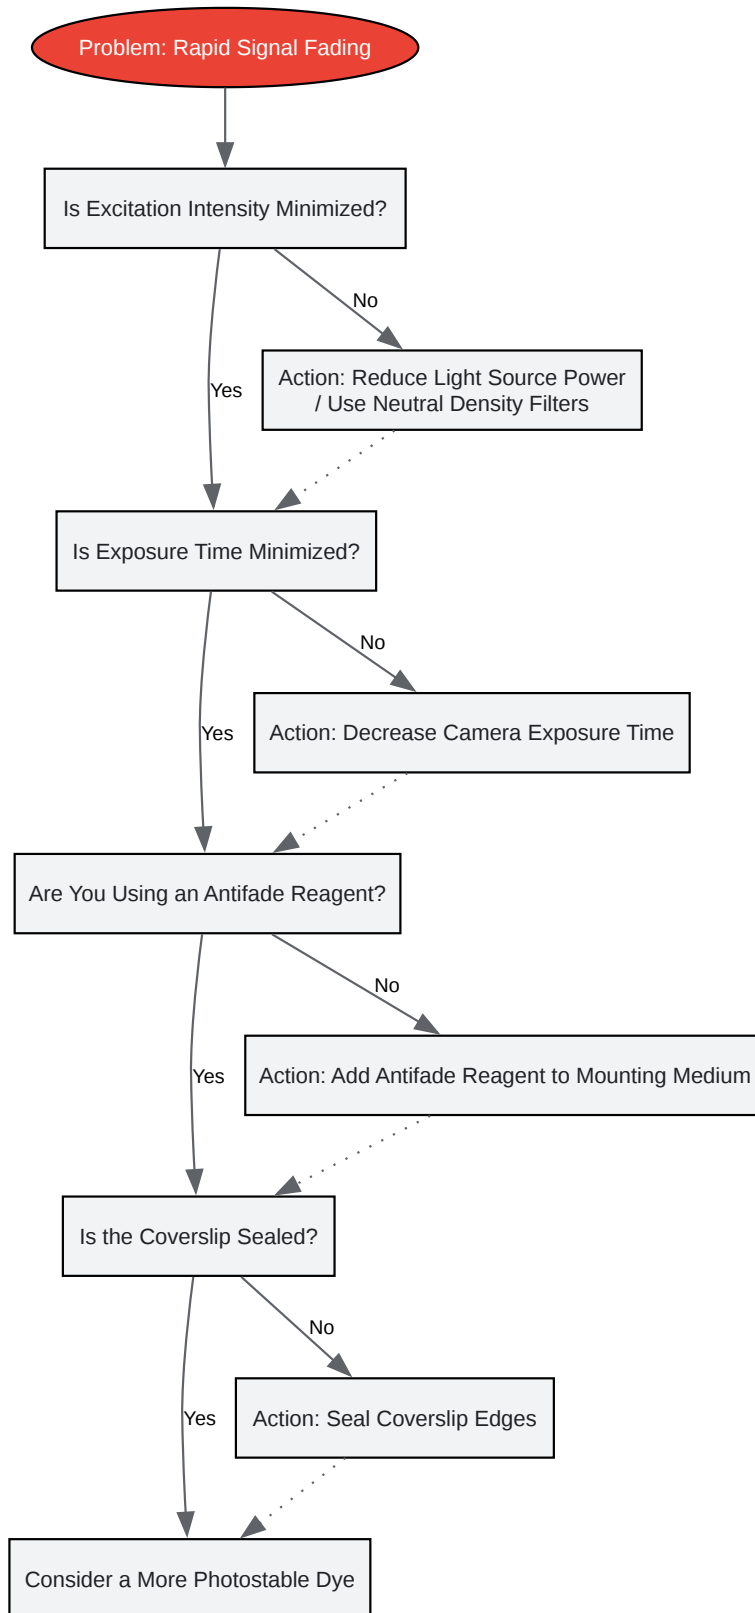 Problem: Rapid Signal Fading
Is Excitation Intensity Minimized?
No
Action: Reduce Light Source Power
/ Use Neutral Density Filters
Yes
Is Exposure Time Minimized?
No
Action: Decrease Camera Exposure Time
Yes
Are You Using an Antifade Reagent?
No
Action: Add Antifade Reagent to Mounting Medium
Yes
Is the Coverslip Sealed?
No
Action: Seal Coverslip Edges
Yes
Consider a More Photostable Dye